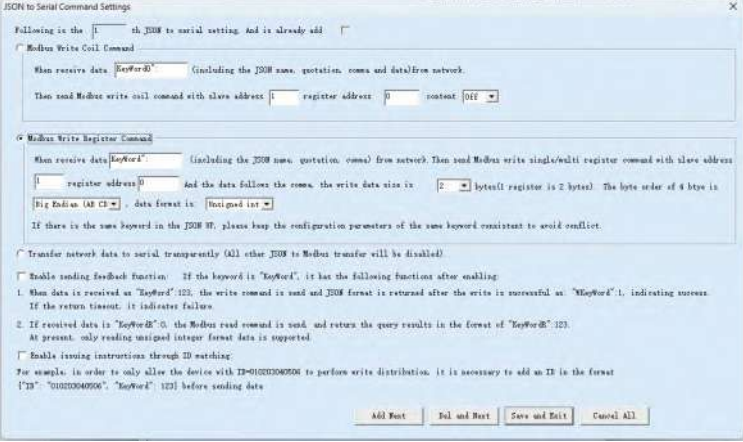 JSON to Serial Command Settings
Following is the 1 th JSON to serial setting. And is already add
Modbus Write Coil Command
When receive data KeyWord0": (including the JSON name, quotation, comma and data)from network.
Then send Modbus write coil command with slave address 1 register address 0 content Off
Modbus Write Register Command
When receive data KeyWord": (including the JSON name, quotation, comma) from network. Then send Modbus write single/multi register command with slave address
1 register address 0 And the data follows the comma, the write data size is 2 bytes(1 register is 2 bytes). The byte order of 4 btye is
Big Endian (AB CD , data format is: Unsigned int
If there is the same keyword in the JSON UP, please keep the configuration parameters of the same keyword consistent to avoid conflict.
Transfer network data to serial transparently (All other JSON to Modbus transfer will be disabled).
Enable sending feedback function: If the keyword is "KeyWord", it has the following functions after enabling:
1. When data is received as "KeyWord":123, the write command is send and JSON format is returned after the write is successful as: "WKeyWord":1, indicating success.
If the return timeout, it indicates failure.
2. If received data is "KeyWordR":0, the Modbus read command is send, and return the query results in the format of "KeyWordR":123.
At present, only reading unsigned integer format data is supported.
Enable issuing instructions through ID matching:
For example, in order to only allow the device with ID=010203040506 to perform write distribution, it is necessary to add an ID in the format
{"ID": "010203040506", "KeyWord": 123} before sending data
Add Next Del and Next Save and Exit Cancel All